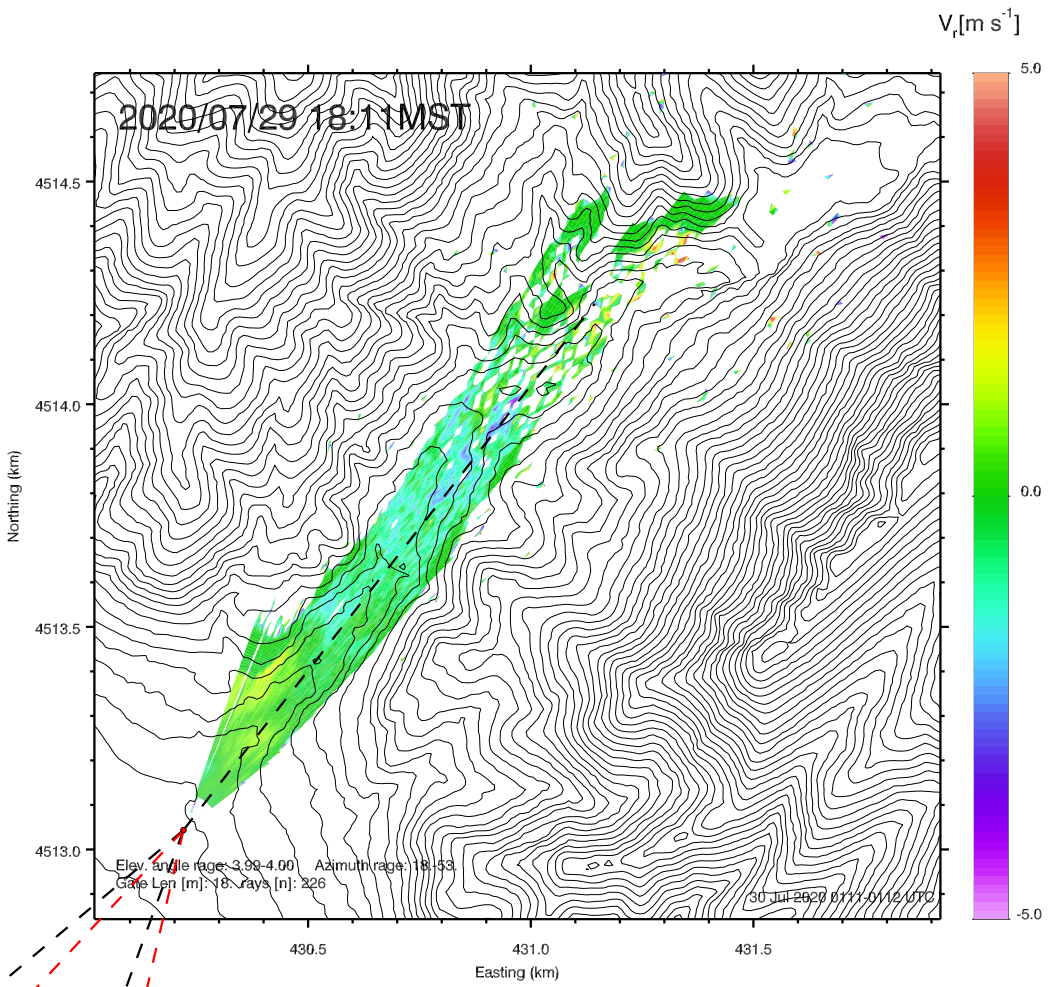 Vr[m s-1]
5.0
2020/07/29 18:11MST
4514.5
4514.0
0.0
Northing (km)
4513.5
4513.0
Elev. angle rage: 3.99-4.00 Azimuth rage: 18.-53.
Gate Len [m]: 18. rays [n]: 226
30 Jul 2020 0111-0112 UTC
-5.0
430.5 431.0 431.5
Easting (km)